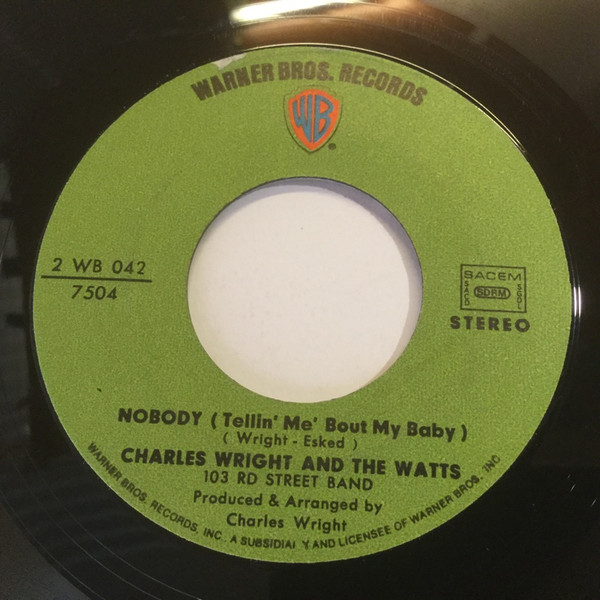 WARNER BROS. RECORDS
WB
®
2 WB 042
7504
SACEM
SACD
SDRM
SGDL
STEREO
NOBODY ( Tellin' Me' Bout My Baby )
( Wright - Esked )
CHARLES WRIGHT AND THE WATTS
103 RD STREET BAND
Produced & Arranged by
Charles Wright
WARNER BROS. RECORDS, INC., A SUBSIDIAI Y AND LICENSEE OF WARNER BROS. INC